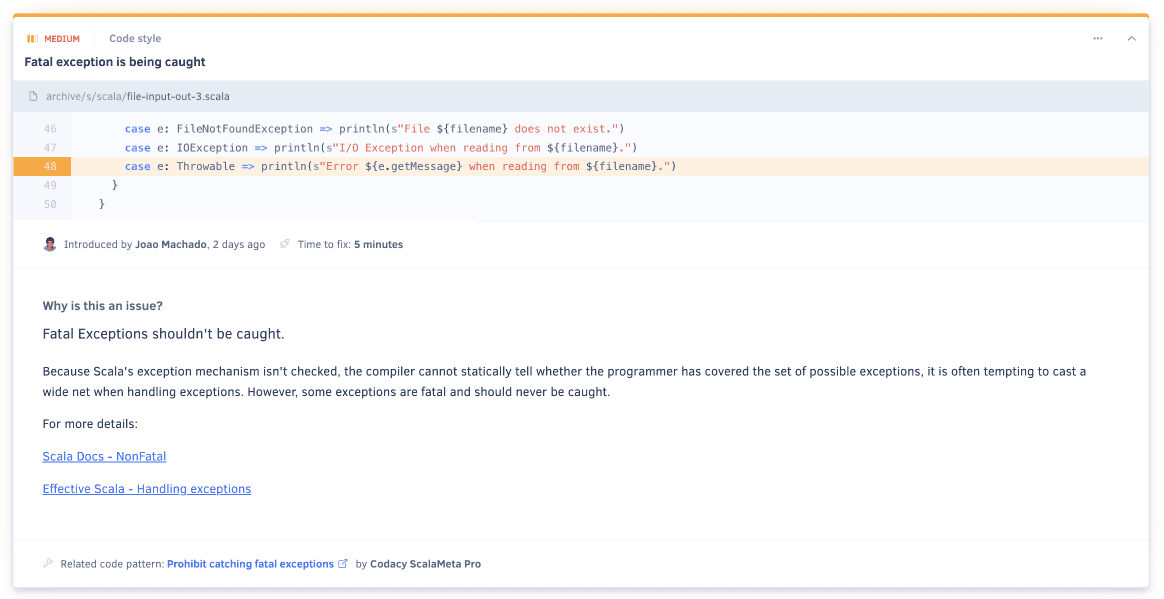 MEDIUM Code style
Fatal exception is being caught
archive/s/scala/file-input-out-3.scala
46 case e: FileNotFoundException => println(s"File ${filename} does not exist.")
47 case e: IOException => println(s"I/O Exception when reading from ${filename}.")
48 case e: Throwable => println(s"Error ${e.getMessage} when reading from ${filename}.")
49 }
50 }
Introduced by Joao Machado, 2 days ago Time to fix: 5 minutes
Why is this an issue?
Fatal Exceptions shouldn't be caught.
Because Scala's exception mechanism isn't checked, the compiler cannot statically tell whether the programmer has covered the set of possible exceptions, it is often tempting to cast a
wide net when handling exceptions. However, some exceptions are fatal and should never be caught.
For more details:
Scala Docs - NonFatal
Effective Scala - Handling exceptions
Related code pattern: Prohibit catching fatal exceptions by Codacy ScalaMeta Pro